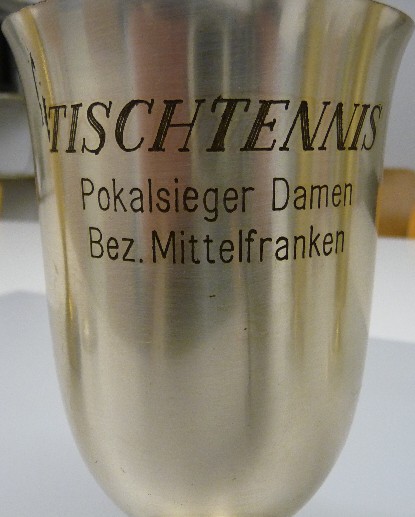 TISCHTENNIS
Pokalsieger Damen
Bez. Mittelfranken